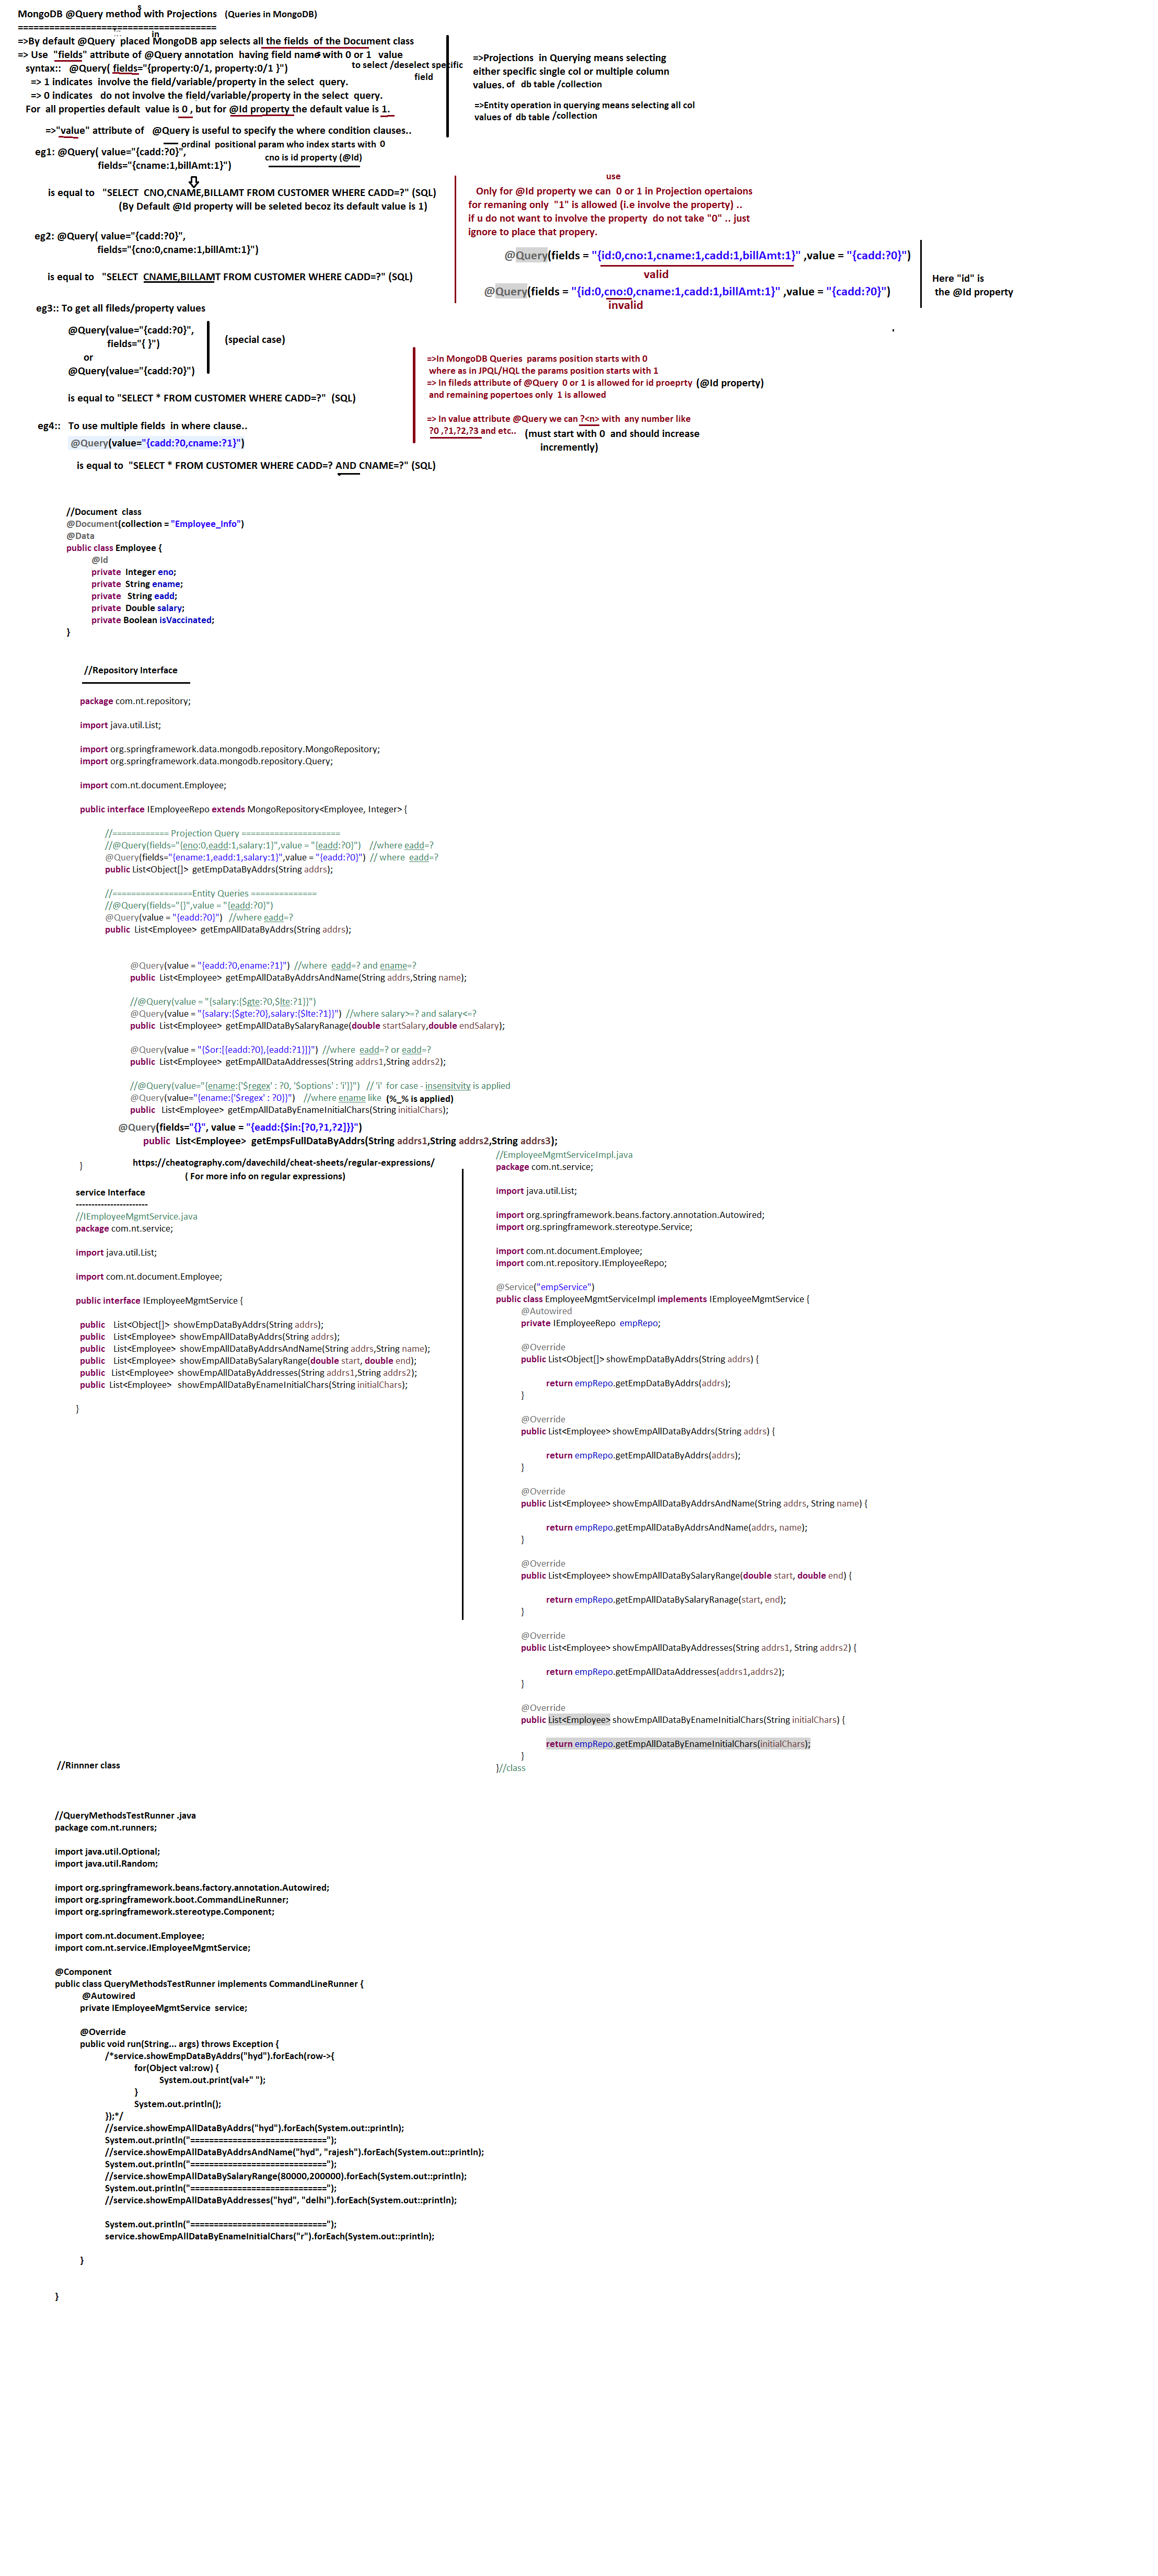 MongoDB @Query methods with Projections (Queries in MongoDB)
=====================================
=>By default @Query placed in MongoDB app selects all the fields of the Document class
=> Use "fields" attribute of @Query annotation having field names with 0 or 1 value
to select /deselect specific field
syntax:: @Query( fields="{property:0/1, property:0/1 }")
=> 1 indicates involve the field/variable/property in the select query.
=> 0 indicates do not involve the field/variable/property in the select query.
For all properties default value is 0 , but for @Id property the default value is 1.
=>"value" attribute of @Query is useful to specify the where condition clauses..
=>Projections in Querying means selecting
either specific single col or multiple column
values. of db table /collection
=>Entity operation in querying means selecting all col
values of db table /collection
ordinal positional param who index starts with 0
eg1: @Query( value="{cadd:?0}",
cno is id property (@Id)
fields="{cname:1,billAmt:1}")
is equal to "SELECT CNO,CNAME,BILLAMT FROM CUSTOMER WHERE CADD=?" (SQL)
(By Default @Id property will be seleted becoz its default value is 1)
eg2: @Query( value="{cadd:?0}",
fields="{cno:0,cname:1,billAmt:1}")
is equal to "SELECT CNAME,BILLAMT FROM CUSTOMER WHERE CADD=?" (SQL)
use
Only for @Id property we can 0 or 1 in Projection opertaions
for remaning only "1" is allowed (i.e involve the property) ..
if u do not want to involve the property do not take "0" .. just
ignore to place that propery.
@Query(fields = "{id:0,cno:1,cname:1,cadd:1,billAmt:1}" ,value = "{cadd:?0}")
valid
@Query(fields = "{id:0,cno:0,cname:1,cadd:1,billAmt:1}" ,value = "{cadd:?0}")
invalid
Here "id" is
the @Id property
eg3:: To get all fileds/property values
@Query(value="{cadd:?0}",
fields="{ }")
or
@Query(value="{cadd:?0}")
(special case)
is equal to "SELECT * FROM CUSTOMER WHERE CADD=?" (SQL)
=>In MongoDB Queries params position starts with 0
where as in JPQL/HQL the params position starts with 1
=> In fileds attribute of @Query 0 or 1 is allowed for id proeprty (@Id property)
and remaining popertoes only 1 is allowed
=> In value attribute @Query we can ?<n> with any number like
?0 ,?1,?2,?3 and etc.. (must start with 0 and should increase
incremently)
eg4:: To use multiple fields in where clause..
@Query(value="{cadd:?0,cname:?1}")
is equal to "SELECT * FROM CUSTOMER WHERE CADD=? AND CNAME=?" (SQL)
//Document class
@Document(collection = "Employee_Info")
@Data
public class Employee {
@Id
private Integer eno;
private String ename;
private String eadd;
private Double salary;
private Boolean isVaccinated;
}
//Repository Interface
package com.nt.repository;
import java.util.List;
import org.springframework.data.mongodb.repository.MongoRepository;
import org.springframework.data.mongodb.repository.Query;
import com.nt.document.Employee;
public interface IEmployeeRepo extends MongoRepository<Employee, Integer> {
//============ Projection Query =====================
//@Query(fields="{eno:0,eadd:1,salary:1}",value = "{eadd:?0}") //where eadd=?
@Query(fields="{ename:1,eadd:1,salary:1}",value = "{eadd:?0}") // where eadd=?
public List<Object[]> getEmpDataByAddrs(String addrs);
//=================Entity Queries ==============
//@Query(fields="{}",value = "{eadd:?0}")
@Query(value = "{eadd:?0}") //where eadd=?
public List<Employee> getEmpAllDataByAddrs(String addrs);
@Query(value = "{eadd:?0,ename:?1}") //where eadd=? and ename=?
public List<Employee> getEmpAllDataByAddrsAndName(String addrs,String name);
//@Query(value = "{salary:{$gte:?0,$lte:?1}}")
@Query(value = "{salary:{$gte:?0},salary:{$lte:?1}}") //where salary>=? and salary<=?
public List<Employee> getEmpAllDataBySalaryRanage(double startSalary,double endSalary);
@Query(value = "{$or:[{eadd:?0},{eadd:?1}]}") //where eadd=? or eadd=?
public List<Employee> getEmpAllDataAddresses(String addrs1,String addrs2);
//@Query(value="{ename:{'$regex' : ?0, '$options' : 'i'}}") // 'i' for case - insensitvity is applied
@Query(value="{ename:{'$regex' : ?0}}") //where ename like (%_% is applied)
public List<Employee> getEmpAllDataByEnameInitialChars(String initialChars);
@Query(fields="{}", value = "{eadd:{$in:[?0,?1,?2]}}")
public List<Employee> getEmpsFullDataByAddrs(String addrs1,String addrs2,String addrs3);
}
https://cheatography.com/davechild/cheat-sheets/regular-expressions/
( For more info on regular expressions)
service Interface
-----------------------
//IEmployeeMgmtService.java
package com.nt.service;
import java.util.List;
import com.nt.document.Employee;
public interface IEmployeeMgmtService {
public List<Object[]> showEmpDataByAddrs(String addrs);
public List<Employee> showEmpAllDataByAddrs(String addrs);
public List<Employee> showEmpAllDataByAddrsAndName(String addrs,String name);
public List<Employee> showEmpAllDataBySalaryRange(double start, double end);
public List<Employee> showEmpAllDataByAddresses(String addrs1,String addrs2);
public List<Employee> showEmpAllDataByEnameInitialChars(String initialChars);
}
//EmployeeMgmtServiceImpl.java
package com.nt.service;
import java.util.List;
import org.springframework.beans.factory.annotation.Autowired;
import org.springframework.stereotype.Service;
import com.nt.document.Employee;
import com.nt.repository.IEmployeeRepo;
@Service("empService")
public class EmployeeMgmtServiceImpl implements IEmployeeMgmtService {
@Autowired
private IEmployeeRepo empRepo;
@Override
public List<Object[]> showEmpDataByAddrs(String addrs) {
return empRepo.getEmpDataByAddrs(addrs);
}
@Override
public List<Employee> showEmpAllDataByAddrs(String addrs) {
return empRepo.getEmpAllDataByAddrs(addrs);
}
@Override
public List<Employee> showEmpAllDataByAddrsAndName(String addrs, String name) {
return empRepo.getEmpAllDataByAddrsAndName(addrs, name);
}
@Override
public List<Employee> showEmpAllDataBySalaryRange(double start, double end) {
return empRepo.getEmpAllDataBySalaryRanage(start, end);
}
@Override
public List<Employee> showEmpAllDataByAddresses(String addrs1, String addrs2) {
return empRepo.getEmpAllDataAddresses(addrs1,addrs2);
}
@Override
public List<Employee> showEmpAllDataByEnameInitialChars(String initialChars) {
return empRepo.getEmpAllDataByEnameInitialChars(initialChars);
}
}//class
//Rinnner class
//QueryMethodsTestRunner .java
package com.nt.runners;
import java.util.Optional;
import java.util.Random;
import org.springframework.beans.factory.annotation.Autowired;
import org.springframework.boot.CommandLineRunner;
import org.springframework.stereotype.Component;
import com.nt.document.Employee;
import com.nt.service.IEmployeeMgmtService;
@Component
public class QueryMethodsTestRunner implements CommandLineRunner {
@Autowired
private IEmployeeMgmtService service;
@Override
public void run(String... args) throws Exception {
/*service.showEmpDataByAddrs("hyd").forEach(row->{
for(Object val:row) {
System.out.print(val+" ");
}
System.out.println();
});*/
//service.showEmpAllDataByAddrs("hyd").forEach(System.out::println);
System.out.println("============================");
//service.showEmpAllDataByAddrsAndName("hyd", "rajesh").forEach(System.out::println);
System.out.println("============================");
//service.showEmpAllDataBySalaryRange(80000,200000).forEach(System.out::println);
System.out.println("============================");
//service.showEmpAllDataByAddresses("hyd", "delhi").forEach(System.out::println);
System.out.println("============================");
service.showEmpAllDataByEnameInitialChars("r").forEach(System.out::println);
}
}